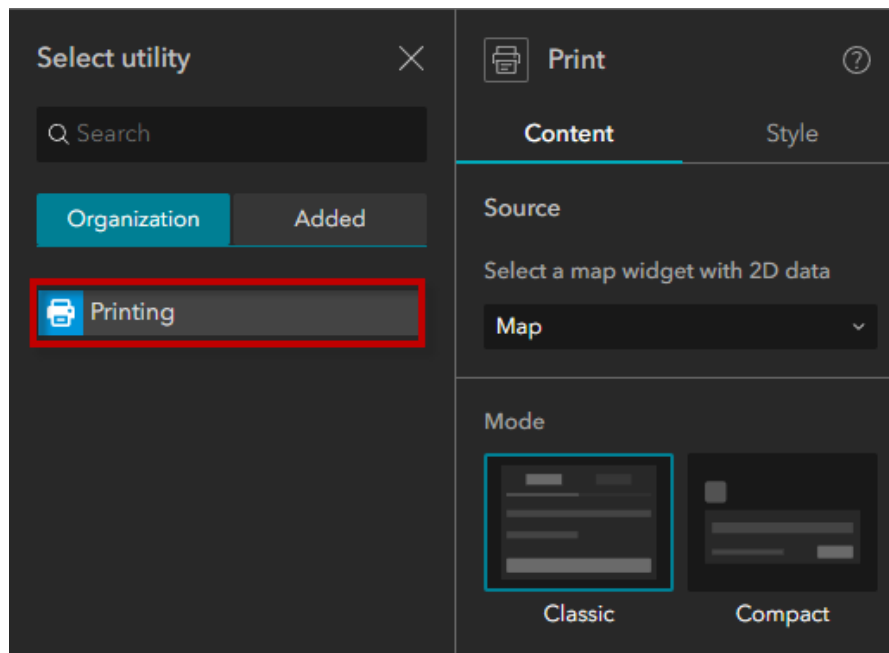 Select utility
Search
Organization
Added
Printing
Print
Content
Style
Source
Select a map widget with 2D data
Map
Mode
Classic
Compact